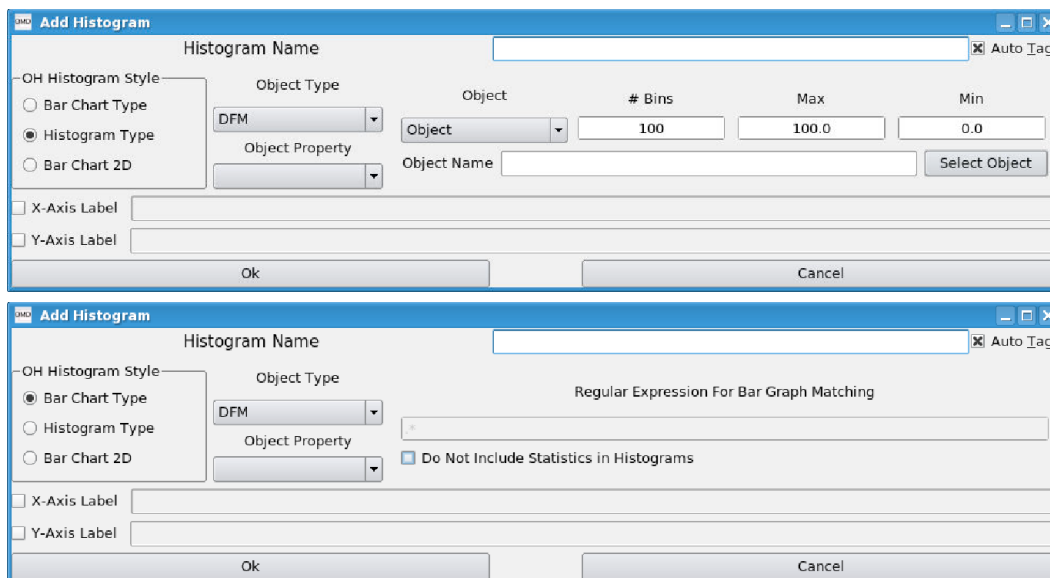 OMD Add Histogram
Histogram Name Auto Tag
OH Histogram Style Object Type
Bar Chart Type Object # Bins Max Min
DFM
Histogram Type Object 100 100.0 0.0
Object Property
Bar Chart 2D Object Name Select Object
X-Axis Label
Y-Axis Label
Ok Cancel
OMD Add Histogram
Histogram Name Auto Tag
OH Histogram Style Object Type
Bar Chart Type Regular Expression For Bar Graph Matching
DFM
Histogram Type .*
Object Property
Bar Chart 2D Do Not Include Statistics in Histograms
X-Axis Label
Y-Axis Label
Ok Cancel